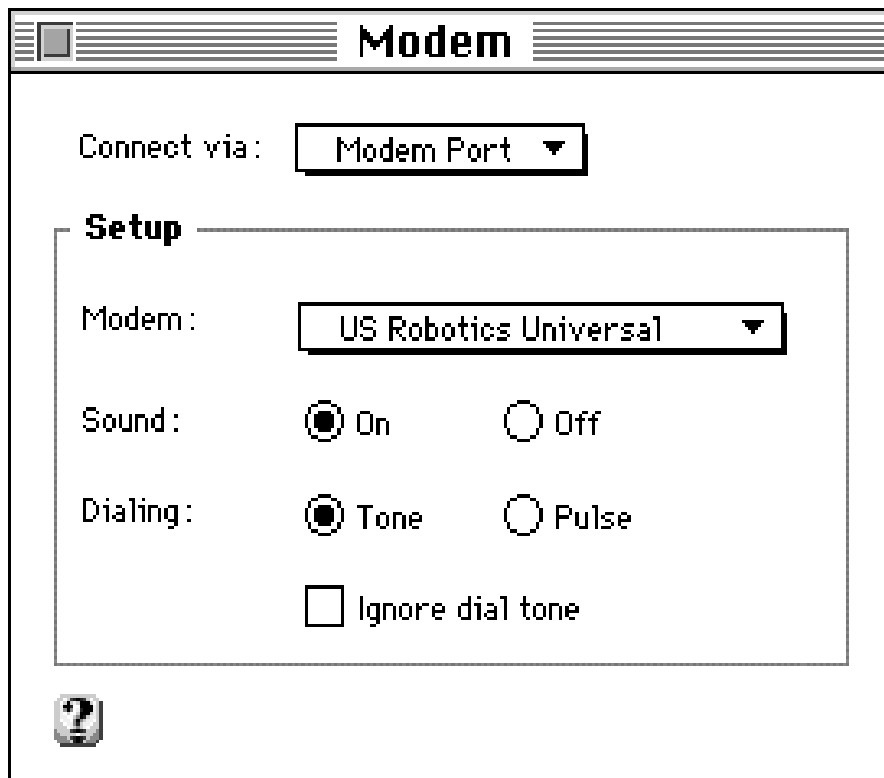 Modem
Connect via: Modem Port
Setup
Modem: US Robotics Universal
Sound: On Off
Dialing: Tone Pulse
Ignore dial tone
?